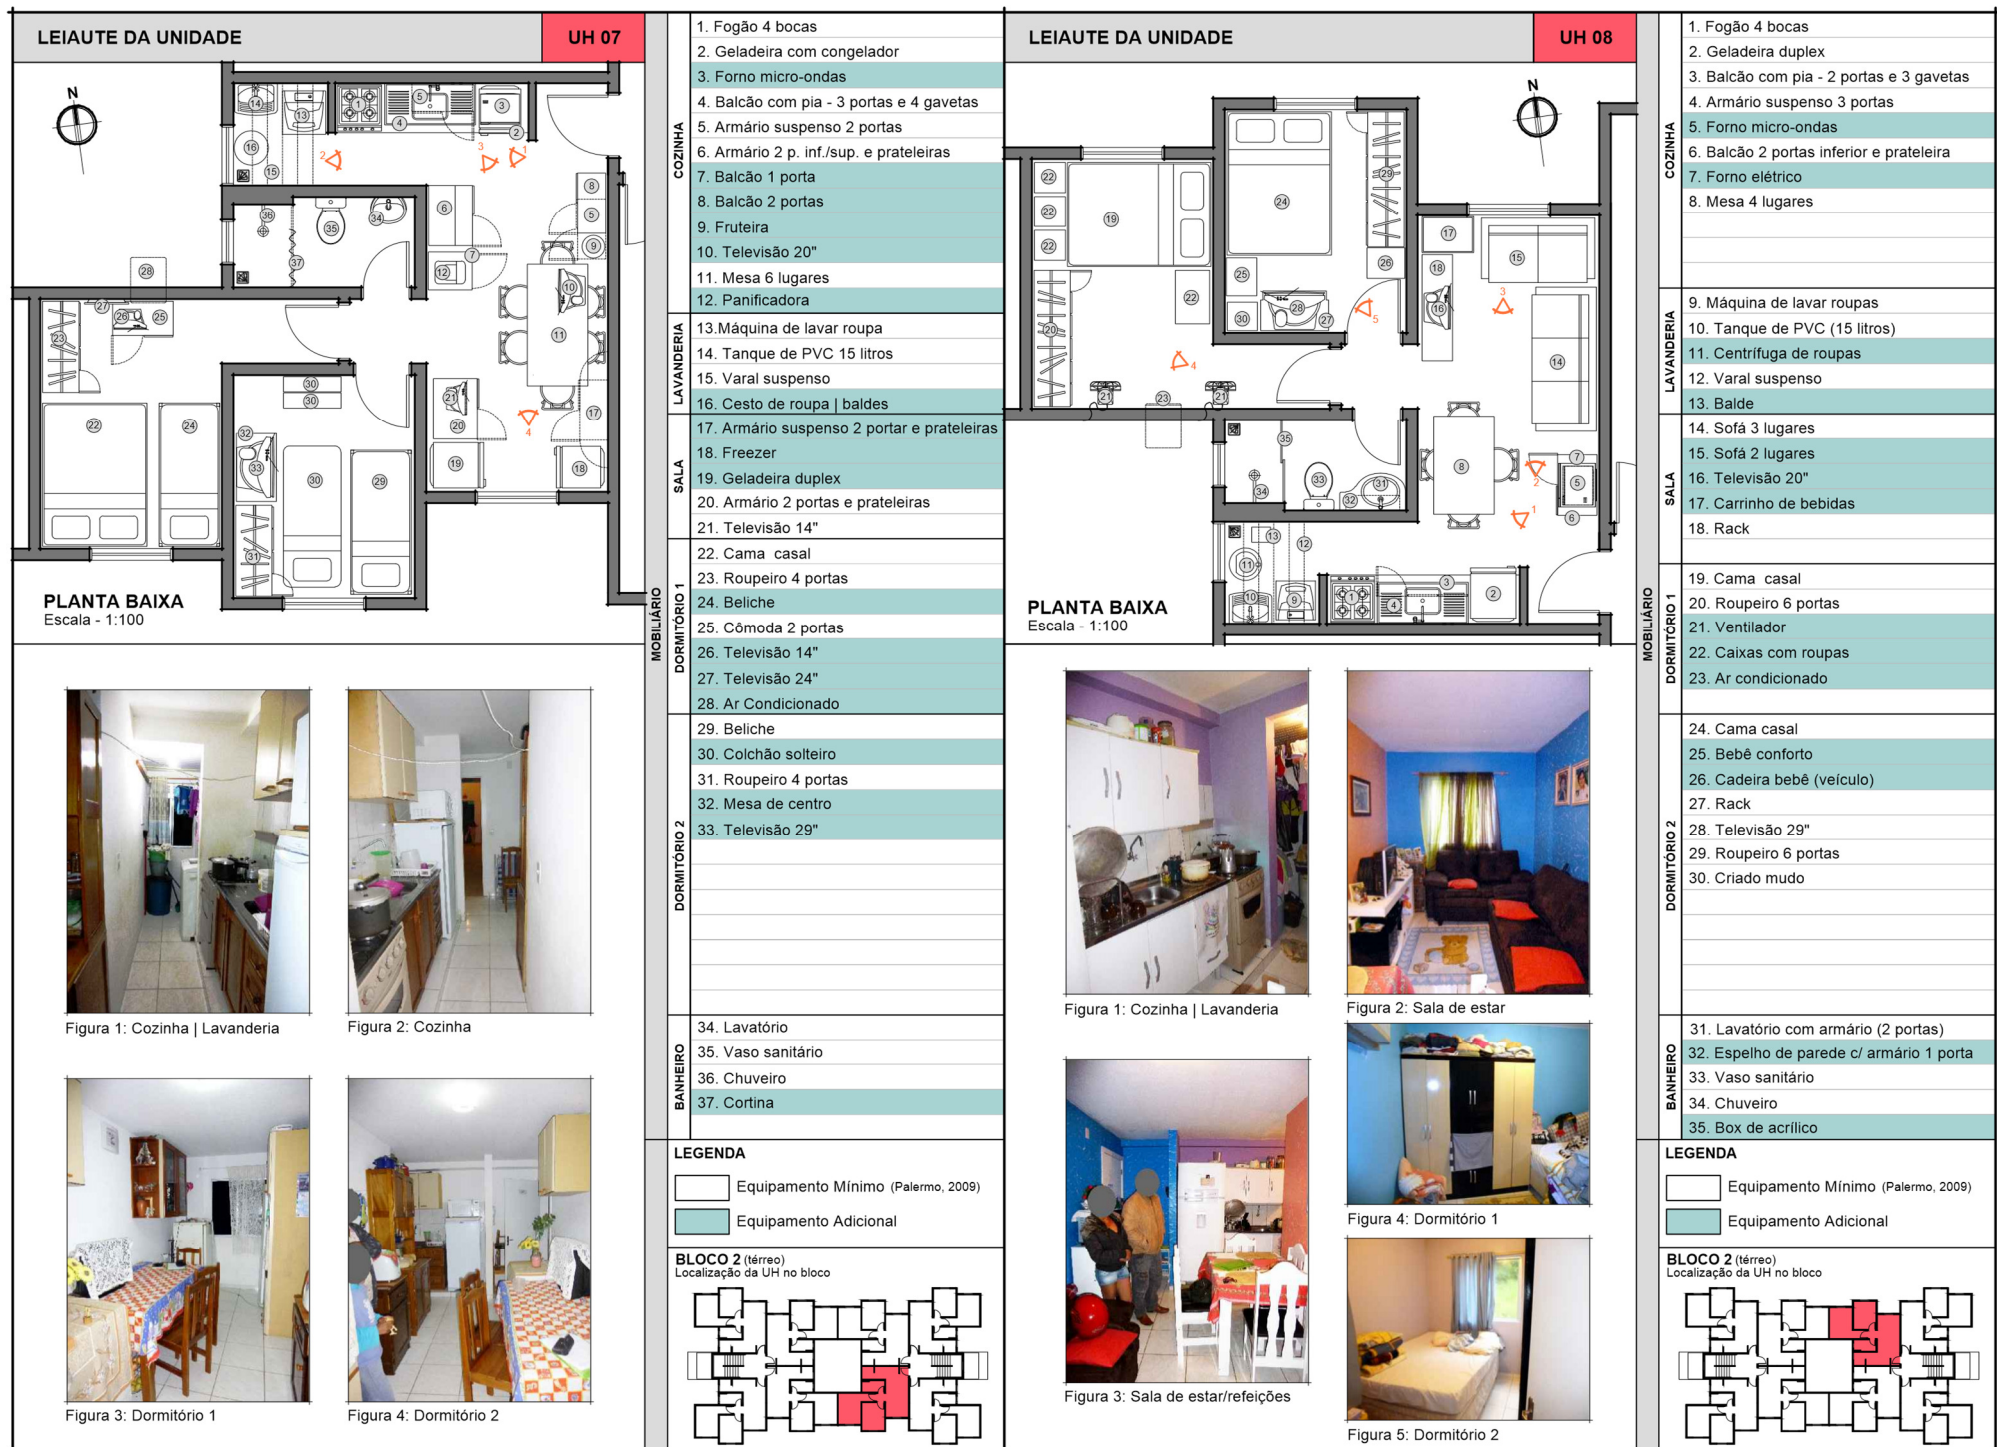 LEIAUTE DA UNIDADE
UH 07
N
PLANTA BAIXA
Escala - 1:100
Figura 1: Cozinha | Lavanderia
Figura 2: Cozinha
Figura 3: Dormitório 1
Figura 4: Dormitório 2
MOBILIÁRIO
COZINHA
1. Fogão 4 bocas
2. Geladeira com congelador
3. Forno micro-ondas
4. Balcão com pia - 3 portas e 4 gavetas
5. Armário suspenso 2 portas
6. Armário 2 p. inf./sup. e prateleiras
7. Balcão 1 porta
8. Balcão 2 portas
9. Fruteira
10. Televisão 20"
11. Mesa 6 lugares
12. Panificadora
LAVANDERIA
13.Máquina de lavar roupa
14. Tanque de PVC 15 litros
15. Varal suspenso
16. Cesto de roupa | baldes
SALA
17. Armário suspenso 2 portar e prateleiras
18. Freezer
19. Geladeira duplex
20. Armário 2 portas e prateleiras
21. Televisão 14"
DORMITÓRIO 1
22. Cama casal
23. Roupeiro 4 portas
24. Beliche
25. Cômoda 2 portas
26. Televisão 14"
27. Televisão 24"
28. Ar Condicionado
DORMITÓRIO 2
29. Beliche
30. Colchão solteiro
31. Roupeiro 4 portas
32. Mesa de centro
33. Televisão 29"
BANHEIRO
34. Lavatório
35. Vaso sanitário
36. Chuveiro
37. Cortina
LEGENDA
Equipamento Mínimo (Palermo, 2009)
Equipamento Adicional
BLOCO 2 (térreo)
Localização da UH no bloco
LEIAUTE DA UNIDADE
UH 08
N
PLANTA BAIXA
Escala - 1:100
Figura 1: Cozinha | Lavanderia
Figura 2: Sala de estar
Figura 3: Sala de estar/refeições
Figura 4: Dormitório 1
Figura 5: Dormitório 2
MOBILIÁRIO
COZINHA
1. Fogão 4 bocas
2. Geladeira duplex
3. Balcão com pia - 2 portas e 3 gavetas
4. Armário suspenso 3 portas
5. Forno micro-ondas
6. Balcão 2 portas inferior e prateleira
7. Forno elétrico
8. Mesa 4 lugares
LAVANDERIA
9. Máquina de lavar roupas
10. Tanque de PVC (15 litros)
11. Centrífuga de roupas
12. Varal suspenso
13. Balde
SALA
14. Sofá 3 lugares
15. Sofá 2 lugares
16. Televisão 20"
17. Carrinho de bebidas
18. Rack
DORMITÓRIO 1
19. Cama casal
20. Roupeiro 6 portas
21. Ventilador
22. Caixas com roupas
23. Ar condicionado
DORMITÓRIO 2
24. Cama casal
25. Bebê conforto
26. Cadeira bebê (veículo)
27. Rack
28. Televisão 29"
29. Roupeiro 6 portas
30. Criado mudo
BANHEIRO
31. Lavatório com armário (2 portas)
32. Espelho de parede c/ armário 1 porta
33. Vaso sanitário
34. Chuveiro
35. Box de acrílico
LEGENDA
Equipamento Mínimo (Palermo, 2009)
Equipamento Adicional
BLOCO 2 (térreo)
Localização da UH no bloco